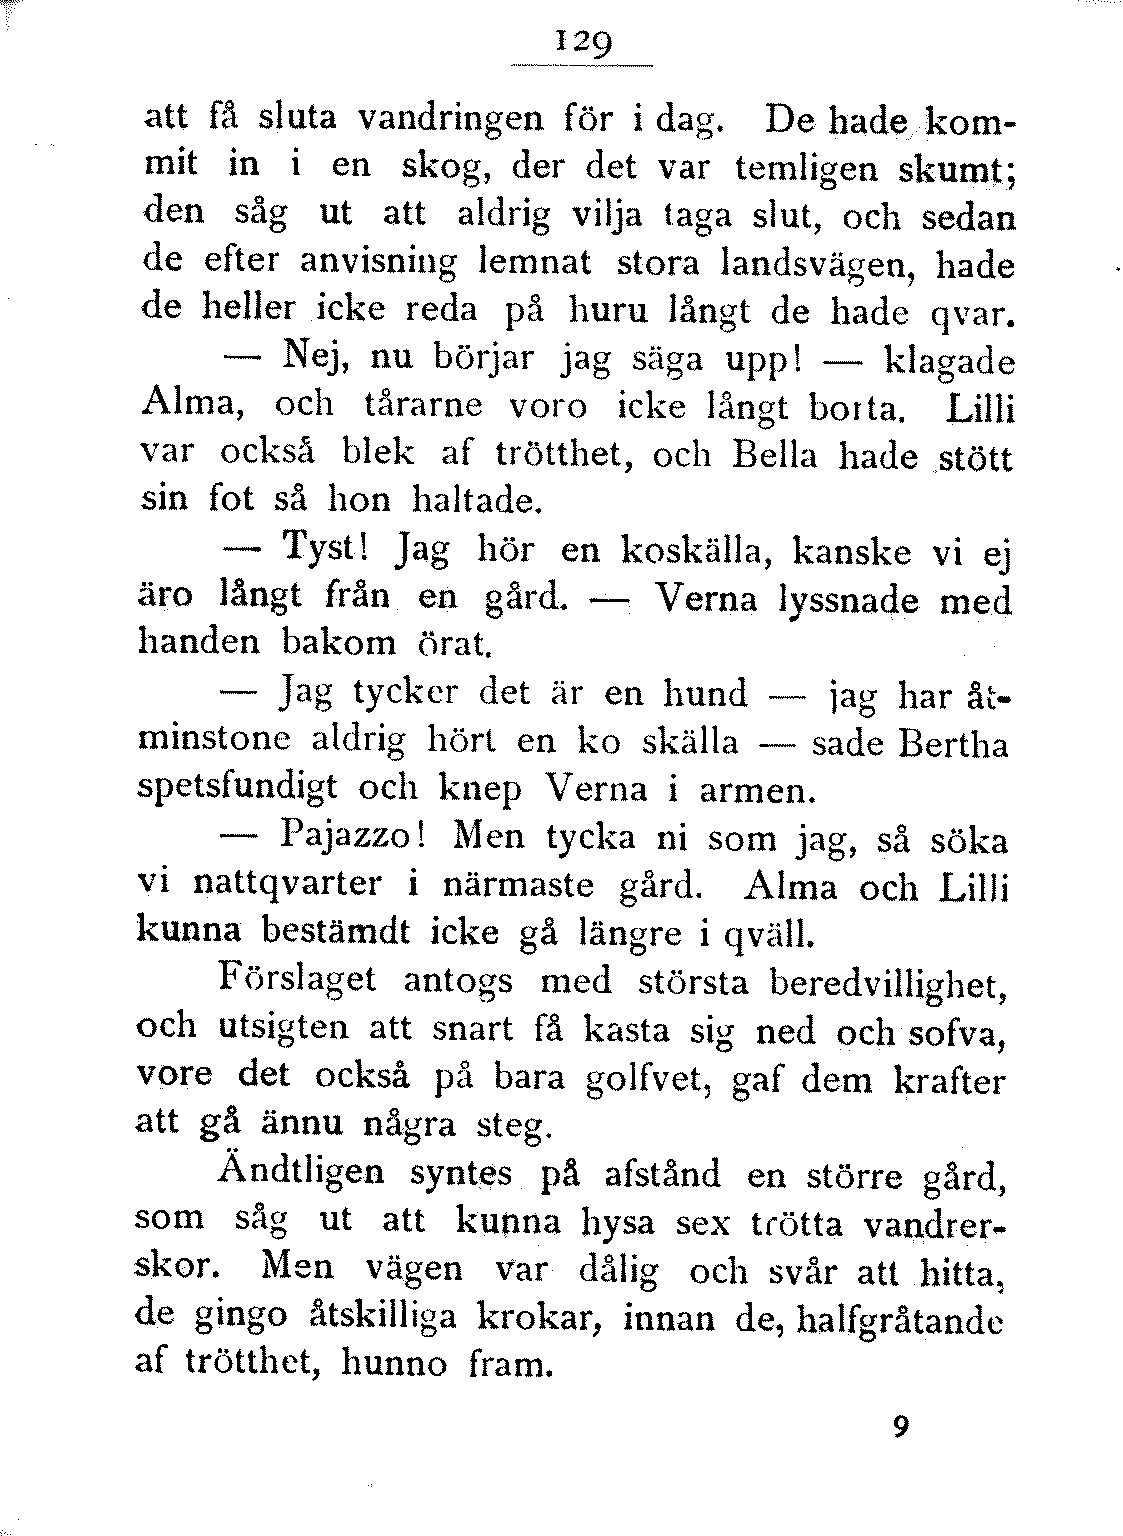 129
att få sluta vandringen för i dag. De hade kom-
mit in i en skog, der det var temligen skumt;
den såg ut att aldrig vilja taga slut, och sedan
de efter anvisning lemnat stora landsvägen, hade
de heller icke reda på huru långt de hade qvar.
— Nej, nu börjar jag säga upp! — klagade
Alma, och tårarne voro icke långt borta. Lilli
var också blek af trötthet, och Bella hade stött
sin fot så hon haltade.
— Tyst! Jag hör en koskälla, kanske vi ej
äro långt från en gård. — Verna lyssnade med
handen bakom örat.
— Jag tycker det är en hund — jag har åt-
minstone aldrig hört en ko skälla — sade Bertha
spetsfundigt och knep Verna i armen.
— Pajazzo! Men tycka ni som jag, så söka
vi nattqvarter i närmaste gård. Alma och Lilli
kunna bestämdt icke gå längre i qväll.
Förslaget antogs med största beredvillighet,
och utsigten att snart få kasta sig ned och sofva,
vore det också på bara golfvet, gaf dem krafter
att gå ännu några steg.
Ändtligen syntes på afstånd en större gård,
som såg ut att kunna hysa sex trötta vandrer-
skor. Men vägen var dålig och svår att hitta,
de gingo åtskilliga krokar, innan de, halfgråtande
af trötthet, hunno fram.
9